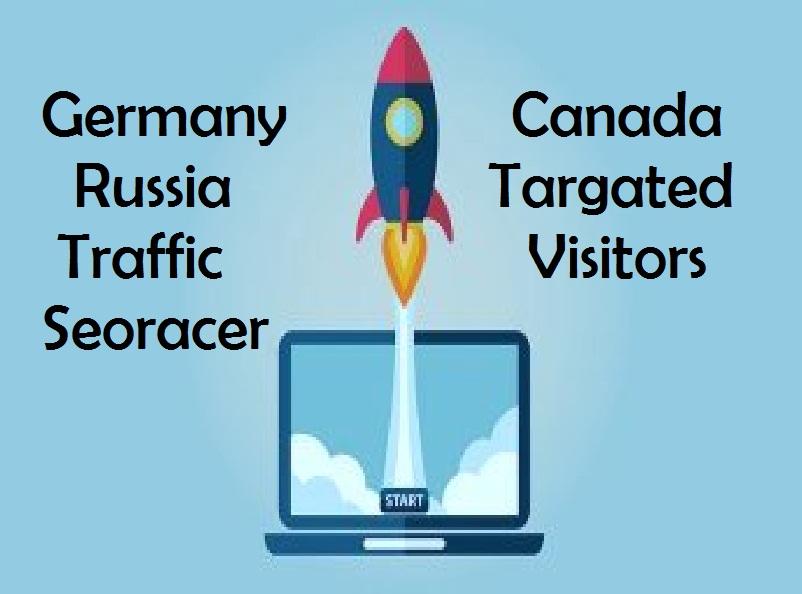 Germany
Russia
Traffic
Seoracer
Canada
Targated
Visitors
START